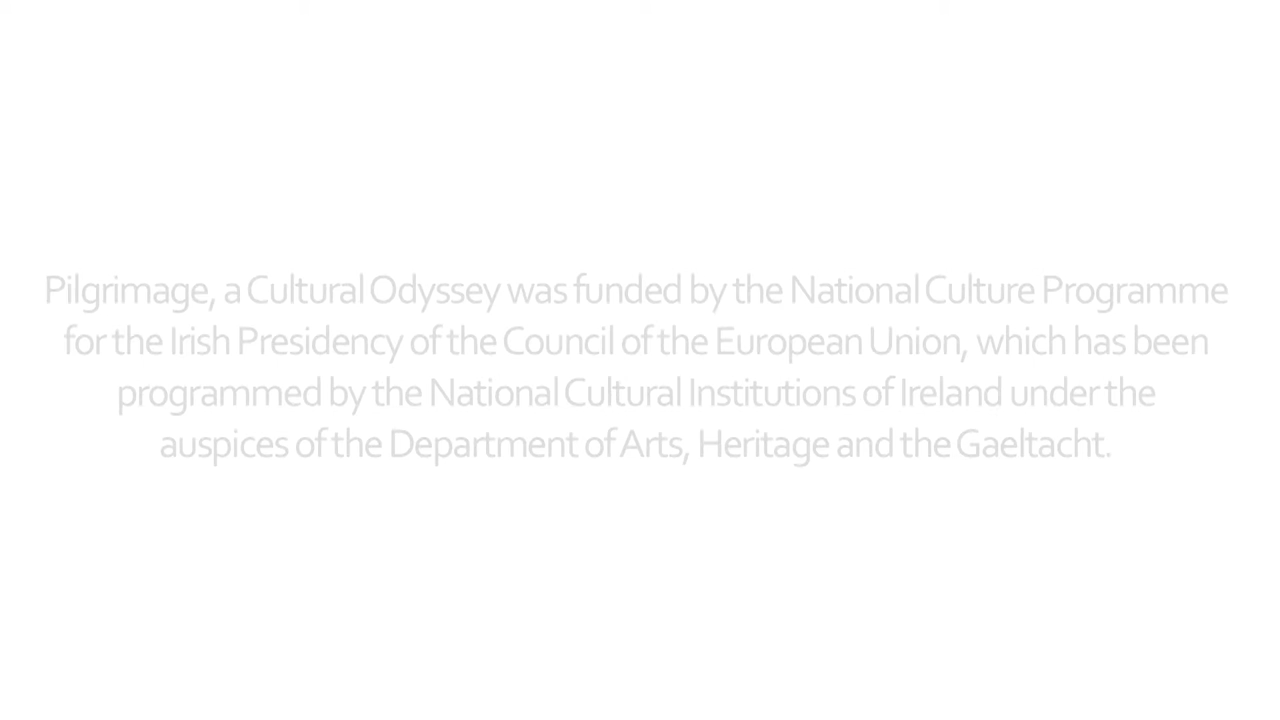 Pilgrimage, a Cultural Odyssey was funded by the National Culture Programme
for the Irish Presidency of the Council of the European Union, which has been
programmed by the National Cultural Institutions of Ireland under the
auspices of the Department of Arts, Heritage and the Gaeltacht.